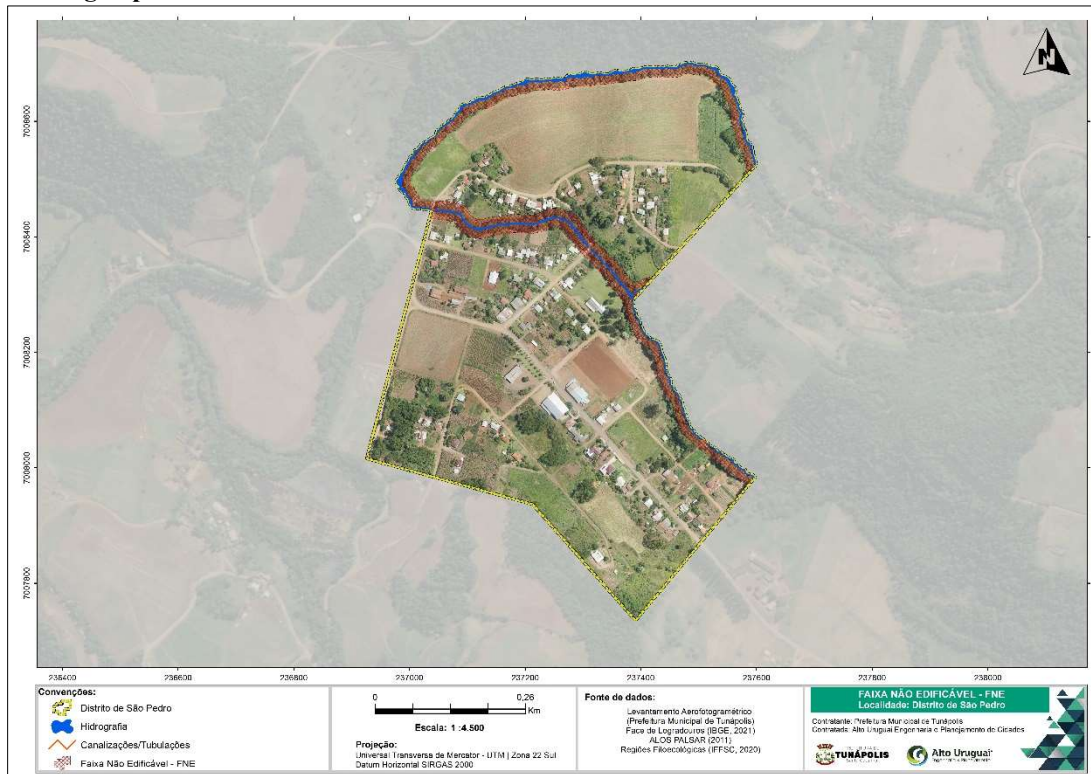 N
7008600
7008400
7008200
7008000
7007800
236400 236600 236800 237000 237200 237400 237600 237800 238000
Convenções:
Distrito de São Pedro
Hidrografia
Canalizações/Tubulações
Faixa Não Edificável - FNE
0 0,26
Km
Escala: 1:4.500
Projeção:
Universal Transversa de Mercator - UTM | Zona 22 Sul
Datum Horizontal SIRGAS 2000
Fonte de dados:
Levantamento Aerofotogramétrico
(Prefeitura Municipal de Tunápolis)
Face de Logradouros (IBGE, 2021)
ALOS PALSAR (2011)
Regiões Fitoecológicas (IFFSC, 2020)
FAIXA NÃO EDIFICÁVEL - FNE
Localidade: Distrito de São Pedro
Contratante: Prefeitura Municipal de Tunápolis
Contratada: Alto Uruguai Engenharia e Planejamento de Cidades
TUNÁPOLIS
Alto Uruguai